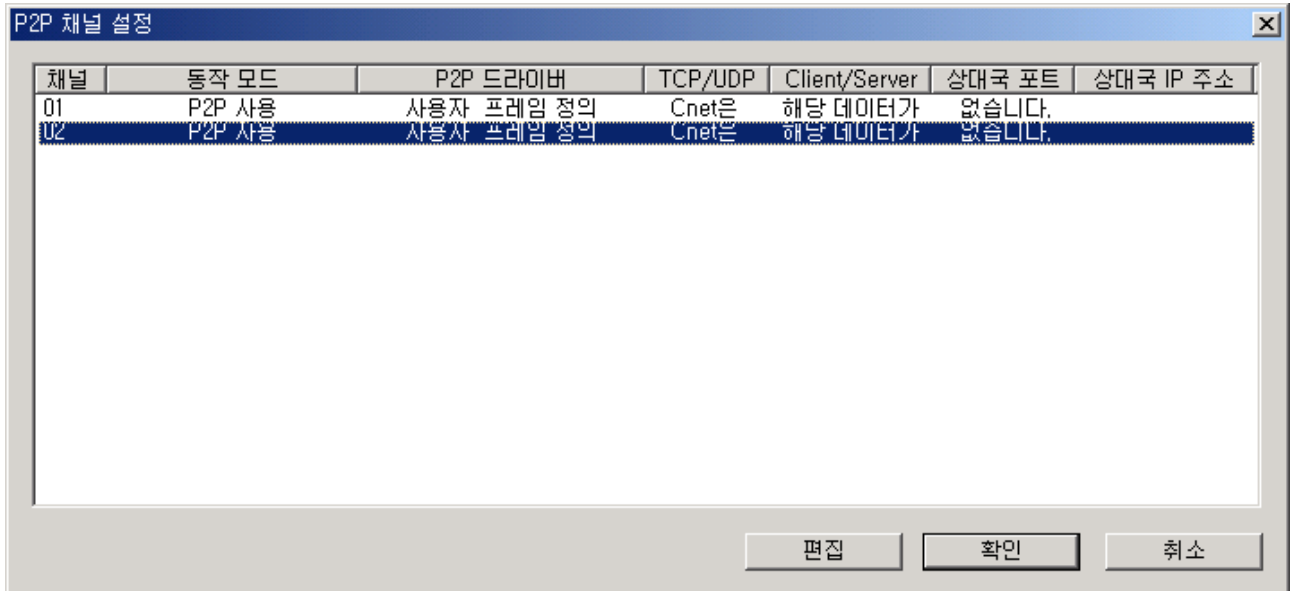 P2P 채널 설정
채널 동작 모드 P2P 드라이버 TCP/UDP Client/Server 상대국 포트 상대국 IP 주소
01 P2P 사용 사용자 프레임 정의 Cnet은 해당 데이터가 없습니다.
02 P2P 사용 사용자 프레임 정의 Cnet은 해당 데이터가 없습니다.
편집 확인 취소